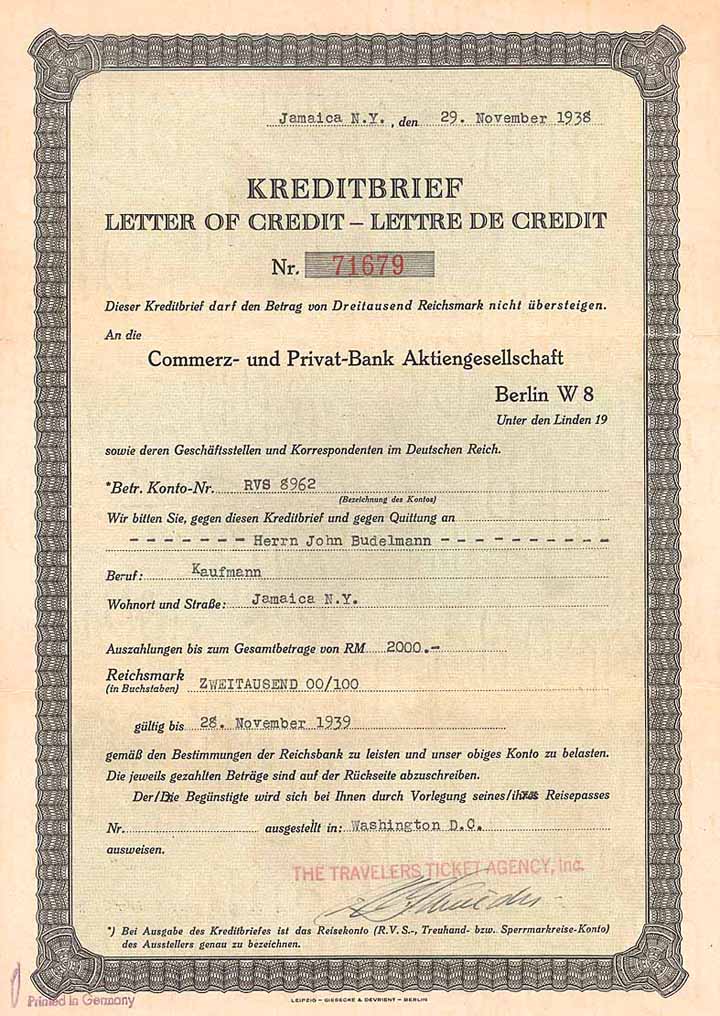 Jamaica N.Y., den 29. November 1938
KREDITBRIEF
LETTER OF CREDIT – LETTRE DE CREDIT
Nr. 71679
Dieser Kreditbrief darf den Betrag von Dreitausend Reichsmark nicht übersteigen.
An die
Commerz- und Privat-Bank Aktiengesellschaft
Berlin W 8
Unter den Linden 19
sowie deren Geschäftsstellen und Korrespondenten im Deutschen Reich.
*Betr. Konto-Nr. RVS 8962
(Bezeichnung des Kontos)
Wir bitten Sie, gegen diesen Kreditbrief und gegen Quittung an
- - - - - - - Herrn John Budelmann - - - - - - - - - -
Beruf: Kaufmann
Wohnort und Straße: Jamaica N.Y.
Auszahlungen bis zum Gesamtbetrage von RM 2000.-
Reichsmark
(in Buchstaben) ZWEITAUSEND 00/100
gültig bis 28. November 1939
gemäß den Bestimmungen der Reichsbank zu leisten und unser obiges Konto zu belasten.
Die jeweils gezahlten Beträge sind auf der Rückseite abzuschreiben.
Der/Die Begünstigte wird sich bei Ihnen durch Vorlegung seines/ihres Reisepasses
Nr. ausgestellt in: Washington D.C.
ausweisen.
THE TRAVELERS TICKET AGENCY, Inc.
*) Bei Ausgabe des Kreditbriefes ist das Reisekonto (R.V.S.-, Treuhand- bzw. Sperrmarkreise-Konto)
des Ausstellers genau zu bezeichnen.
Printed in Germany
LEIPZIG – GIESECKE & DEVRIENT – BERLIN